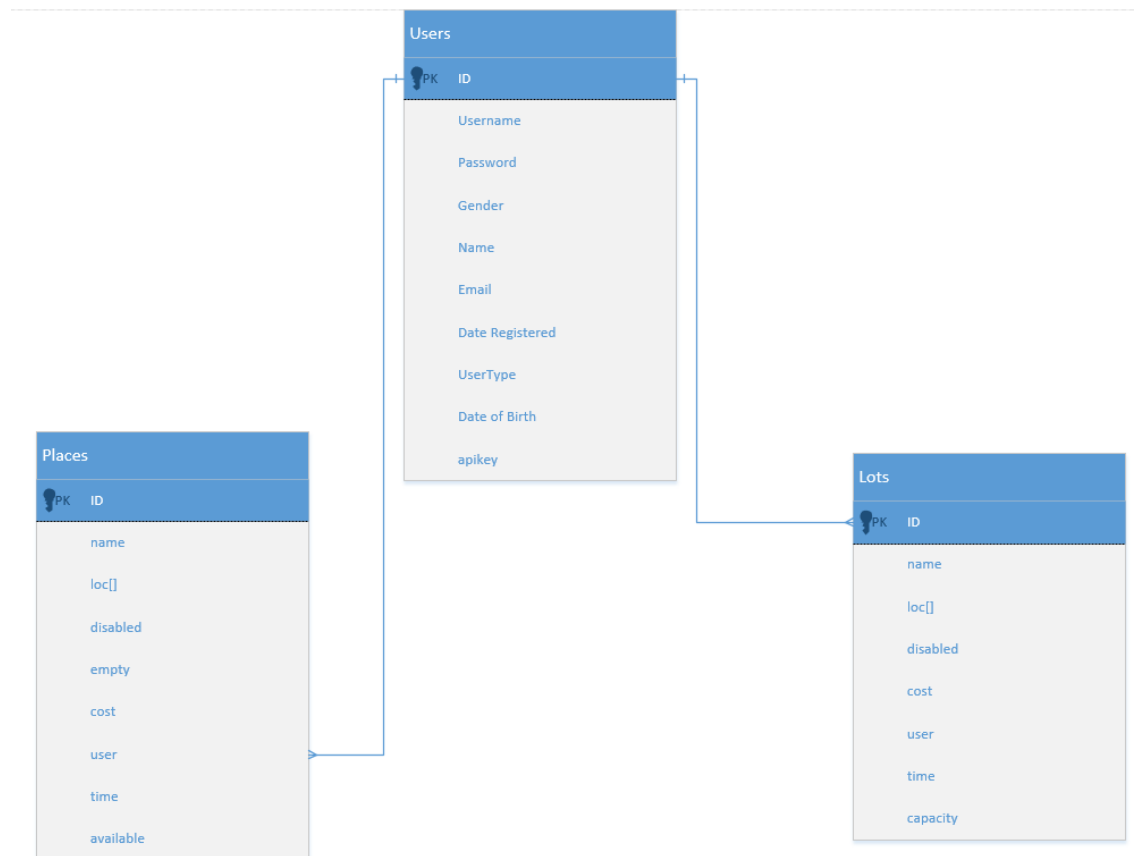 Users
PK ID
Username
Password
Gender
Name
Email
Date Registered
UserType
Date of Birth
apikey
Places
PK ID
name
loc[]
disabled
empty
cost
user
time
available
Lots
PK ID
name
loc[]
disabled
cost
user
time
capacity